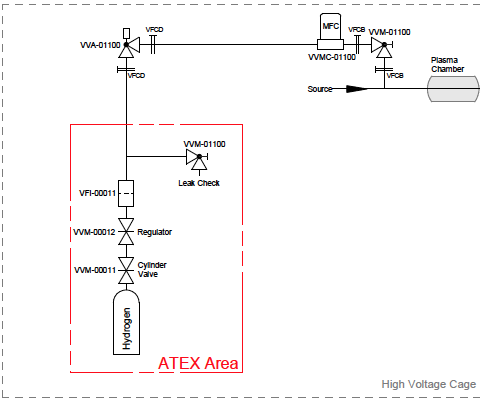 MFC
VFCD
VFCB
VVM-01100
VVA-01100
VVMC-01100
VFCD
VFCB
Plasma
Chamber
Source
VVM-01100
Leak Check
VFI-00011
VVM-00012
Regulator
VVM-00011
Cylinder
Valve
Hydrogen
ATEX Area
High Voltage Cage